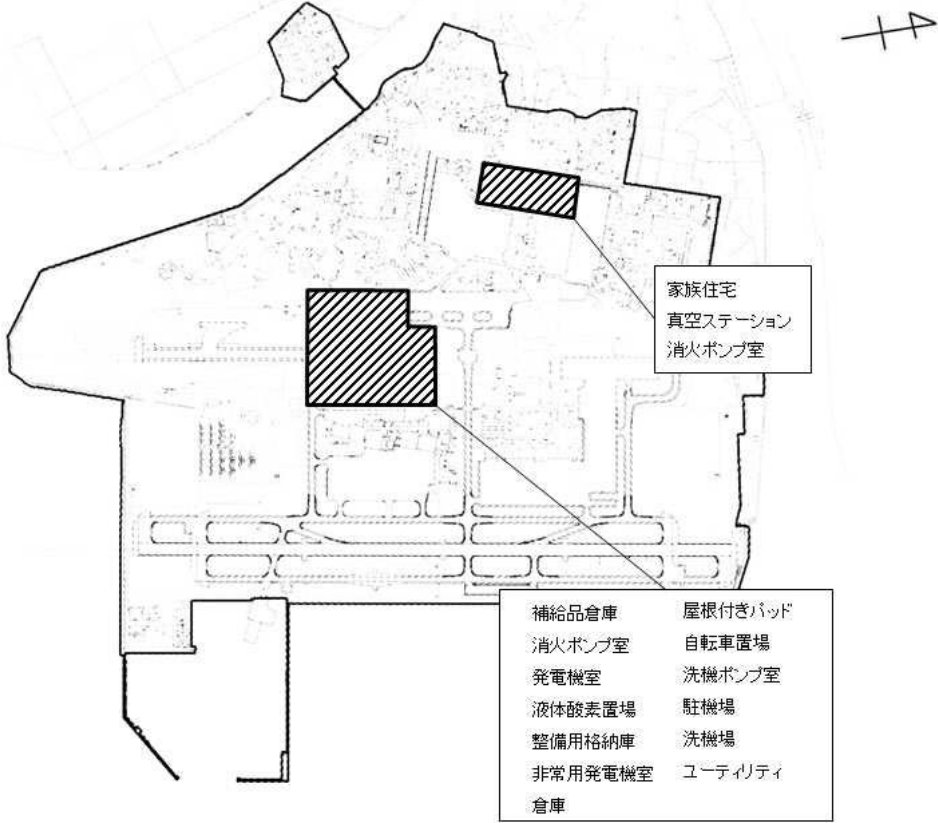 家族住宅
真空ステーション
消火ポンプ室
補給品倉庫
消火ポンプ室
発電機室
液体酸素置場
整備用格納庫
非常用発電機室
倉庫
屋根付きパッド
自転車置場
洗機ポンプ室
駐機場
洗機場
ユーティリティ